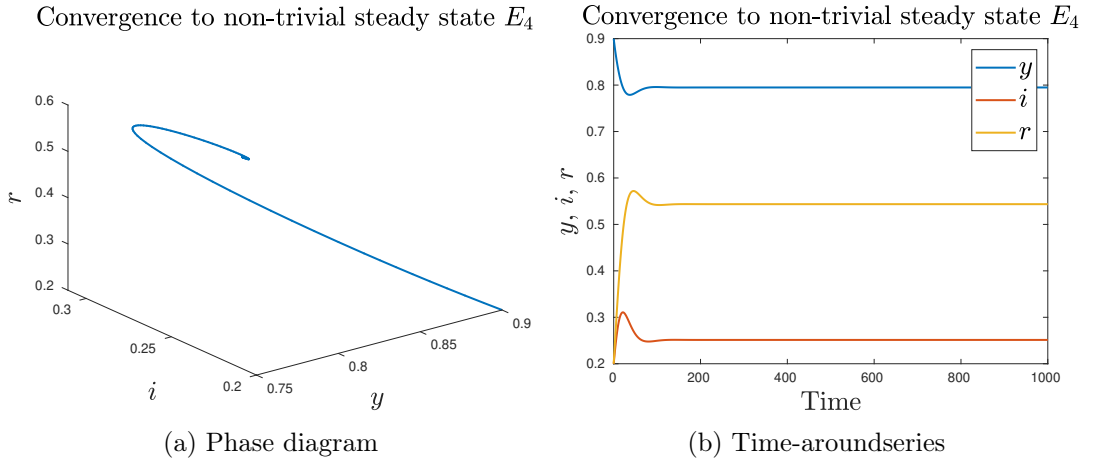 Convergence to non-trivial steady state E₄
0.6
0.5
0.4
0.3
0.2
r
0.3
0.25
0.2
i
0.75
0.8
0.85
0.9
y
(a) Phase diagram
Convergence to non-trivial steady state E₄
0.9
0.8
0.7
0.6
0.5
0.4
0.3
0.2
y, i, r
y
i
r
0
200
400
600
800
1000
Time
(b) Time-aroundseries